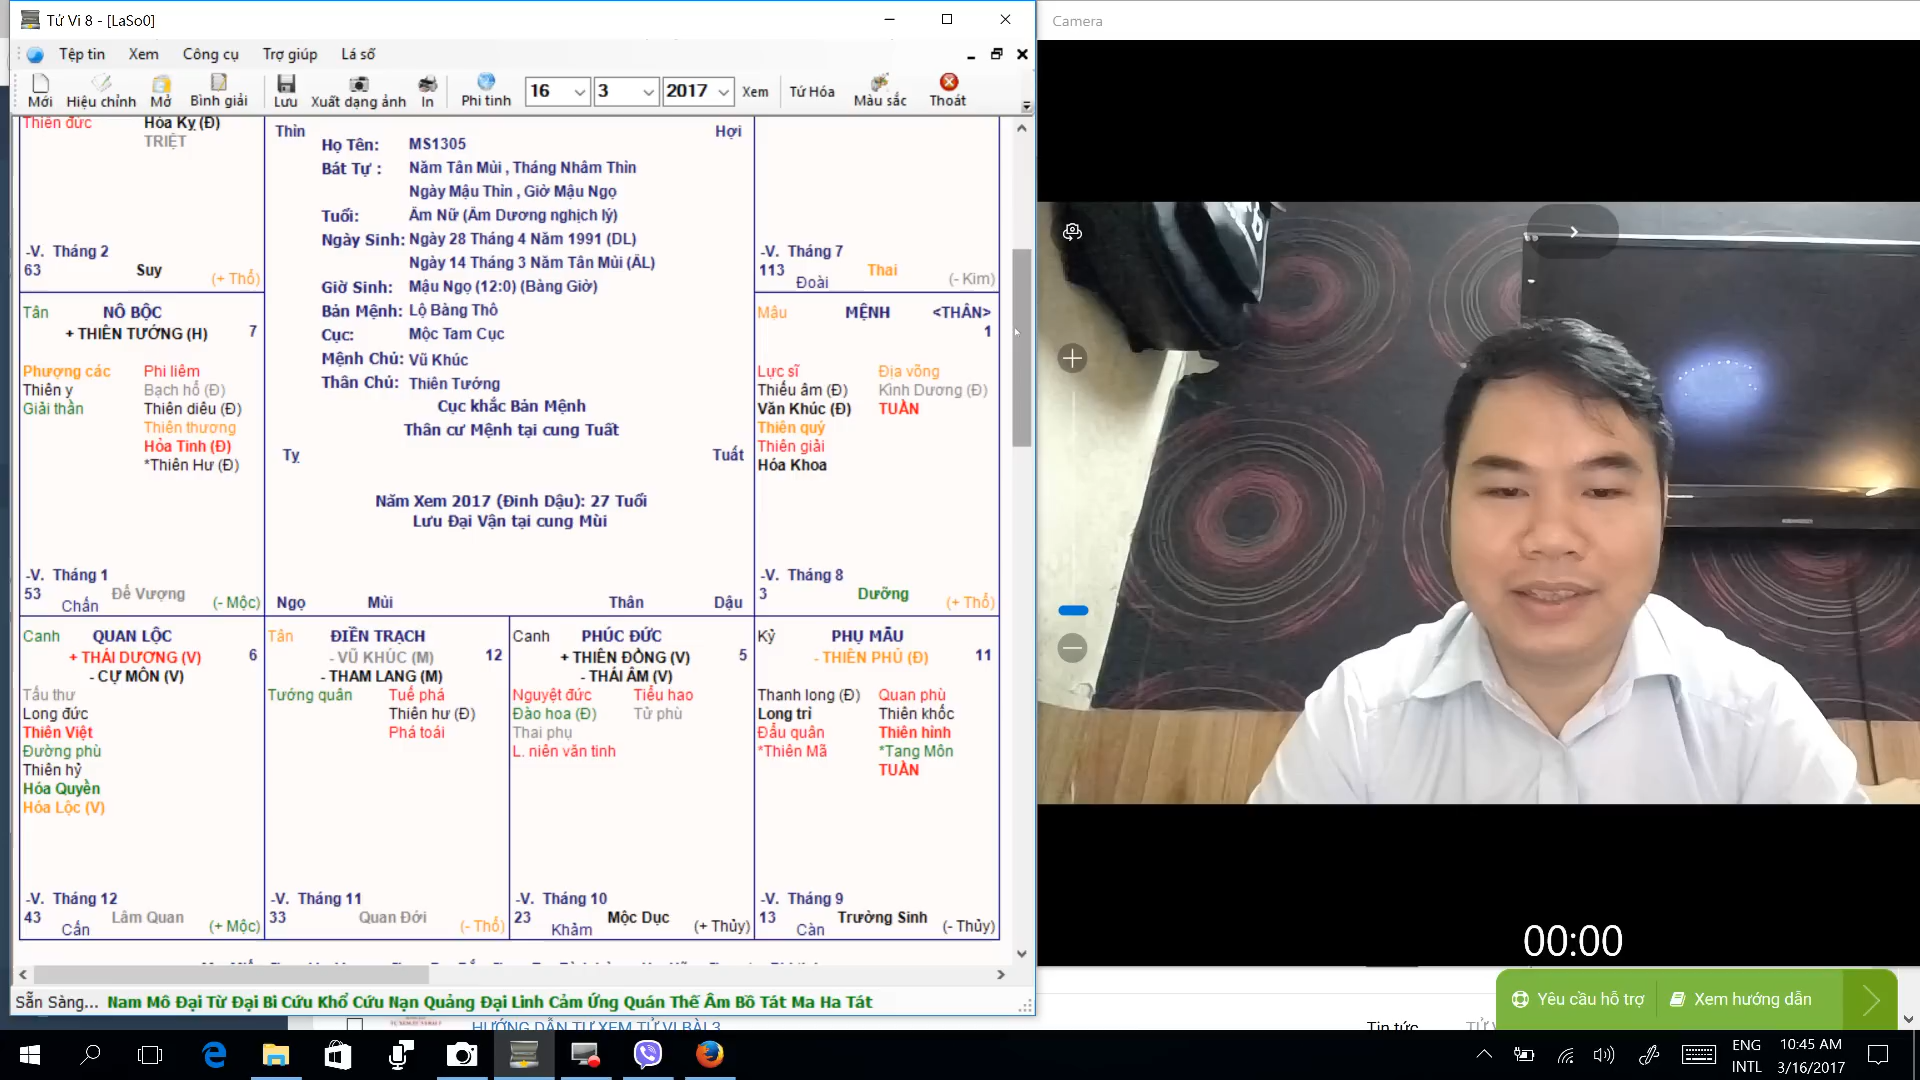 Tử Vi 8 - [LaSo0]
Tệp tin Xem Công cụ Trợ giúp Lá số
Mới Hiệu chỉnh Mở Bình giải Lưu Xuất dạng ảnh In Phi tinh 16 3 2017 Xem Tứ Hóa Màu sắc Thoát
Thiên đức Hóa Kỵ (Đ)
TRIỆT
-V. Tháng 2
63 Suy (+ Thổ)
Thìn Hợi
Họ Tên: MS1305
Bát Tự : Năm Tân Mùi , Tháng Nhâm Thìn
Ngày Mậu Thìn , Giờ Mậu Ngọ
Tuổi: Âm Nữ (Âm Dương nghịch lý)
Ngày Sinh: Ngày 28 Tháng 4 Năm 1991 (DL)
Ngày 14 Tháng 3 Năm Tân Mùi (ÂL)
Giờ Sinh: Mậu Ngọ (12:0) (Bàng Giờ)
Bản Mệnh: Lộ Bàng Thổ
Cục: Mộc Tam Cục
Mệnh Chủ: Vũ Khúc
Thân Chủ: Thiên Tướng
Cục khắc Bản Mệnh
Thân cư Mệnh tại cung Tuất
Tỵ Tuất
Năm Xem 2017 (Đinh Dậu): 27 Tuổi
Lưu Đại Vận tại cung Mùi
Ngọ Mùi Thân Dậu
-V. Tháng 7
113 Đoài Thai (- Kim)
Tân NÔ BỘC
+ THIÊN TƯỚNG (H) 7
Phượng các Phi liêm
Thiên y Bạch hổ (Đ)
Giải thần Thiên diêu (Đ)
Thiên thương
Hỏa Tinh (Đ)
*Thiên Hư (Đ)
-V. Tháng 1
53 Chấn Đế Vượng (- Mộc)
Mậu MỆNH <THÂN>
1
Lực sĩ Địa võng
Thiếu âm (Đ) Kình Dương (Đ)
Văn Khúc (Đ) TUẦN
Thiên quý
Thiên giải
Hóa Khoa
-V. Tháng 8
3 Dưỡng (+ Thổ)
Canh QUAN LỘC
+ THÁI DƯƠNG (V) 6
- CỰ MÔN (V)
Tấu thư
Long đức
Thiên Việt
Đường phù
Thiên hỷ
Hóa Quyền
Hóa Lộc (V)
-V. Tháng 12
43 Cấn Lâm Quan (+ Mộc)
Tân ĐIỀN TRẠCH
- VŨ KHÚC (M) 12
- THAM LANG (M)
Tướng quân Tuế phá
Thiên hư (Đ)
Phá toái
-V. Tháng 11
33 Quan Đới (- Thổ)
Canh PHÚC ĐỨC
+ THIÊN ĐỒNG (V) 5
- THÁI ÂM (V)
Nguyệt đức Tiểu hao
Đào hoa (Đ) Tử phù
Thai phụ
L. niên văn tinh
-V. Tháng 10
23 Khảm Mộc Dục (+ Thủy)
Kỷ PHỤ MẪU
- THIÊN PHỦ (Đ) 11
Thanh long (Đ) Quan phù
Long trì Thiên khốc
Đẩu quân Thiên hình
*Thiên Mã *Tang Môn
TUẦN
-V. Tháng 9
13 Càn Trường Sinh (- Thủy)
Sẵn Sàng... Nam Mô Đại Từ Đại Bi Cứu Khổ Cứu Nạn Quảng Đại Linh Cảm Ứng Quán Thế Âm Bồ Tát Ma Ha Tát
HƯỚNG DẪN TỰ XEM TỬ VI BÀI 3
Camera
00:00
Yêu cầu hỗ trợ Xem hướng dẫn
Tin tức
ENG
INTL
10:45 AM
3/16/2017